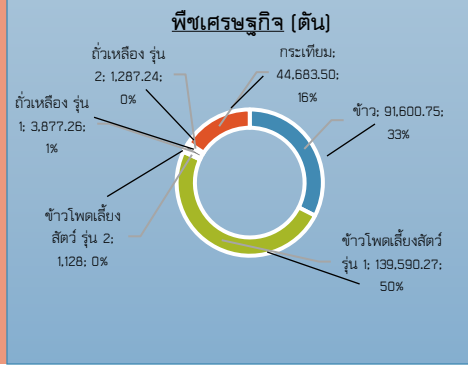 พืชเศรษฐกิจ (ตัน)
ถั่วเหลือง รุ่น
2; 1,287.24;
0%
กระเทียม;
44,683.50;
16%
ถั่วเหลือง รุ่น
1; 3,877.26;
1%
ข้าว; 91,600.75;
33%
ข้าวโพดเลี้ยง
สัตว์ รุ่น 2;
1,128; 0%
ข้าวโพดเลี้ยงสัตว์
รุ่น 1; 139,590.27;
50%